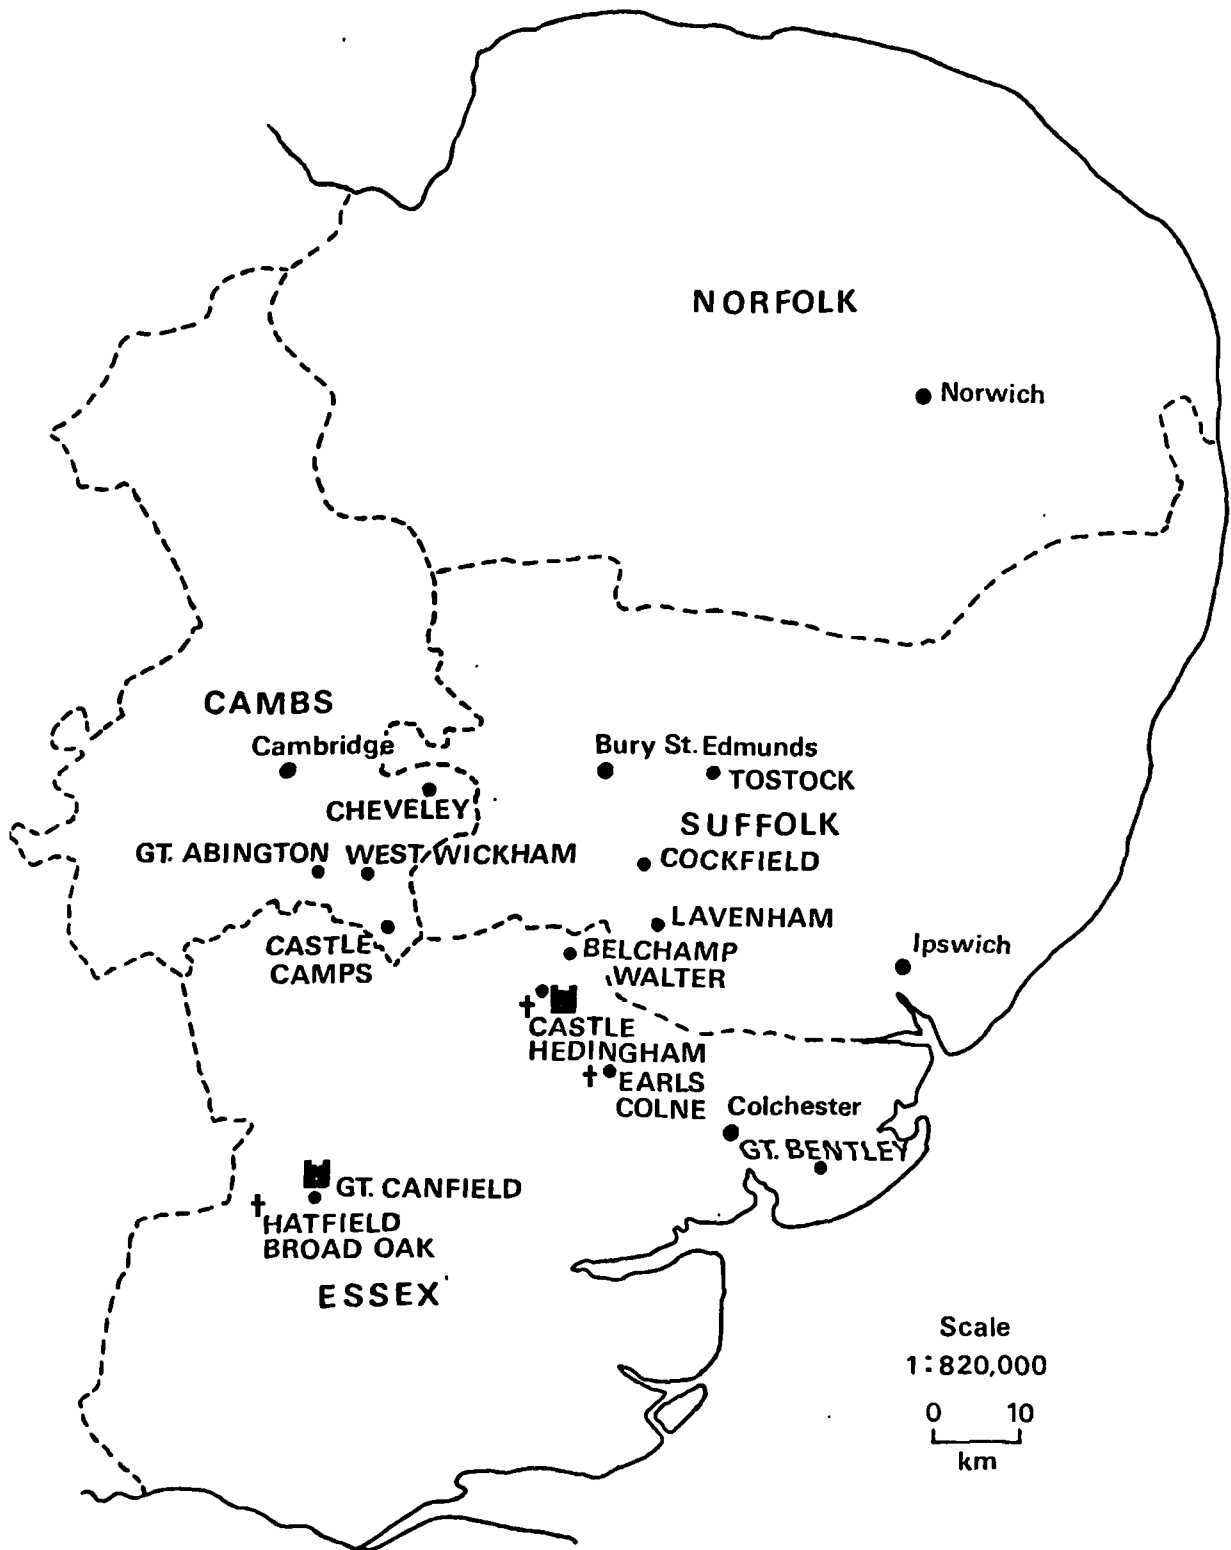 NORFOLK
Norwich
CAMBS
Cambridge
Bury St. Edmunds
TOSTOCK
CHEVELEY
SUFFOLK
GT. ABINGTON
WEST WICKHAM
COCKFIELD
LAVENHAM
CASTLE
CAMPS
BELCHAMP
WALTER
Ipswich
CASTLE
HEDINGHAM
EARLS
COLNE
Colchester
GT. BENTLEY
GT. CANFIELD
HATFIELD
BROAD OAK
ESSEX
Scale
1:820,000
0 10
km